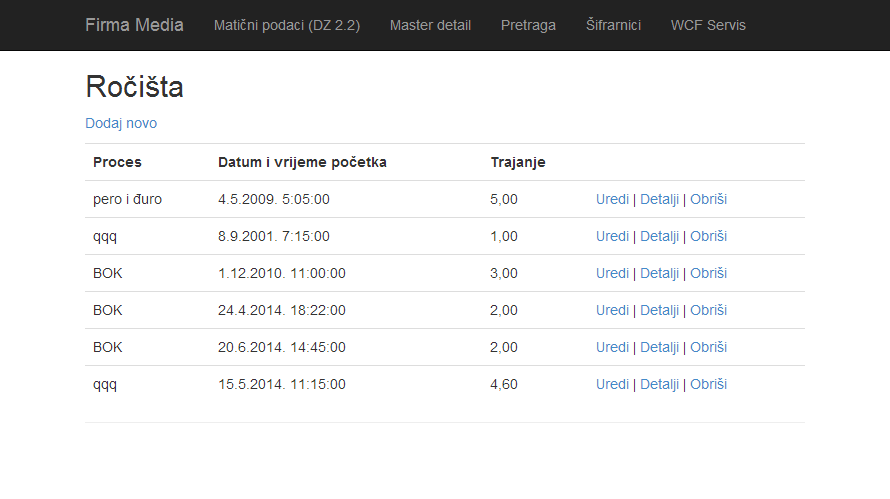 Firma Media Matični podaci (DZ 2.2) Master detail Pretraga Šifrarnici WCF Servis
Ročišta
Dodaj novo
Proces Datum i vrijeme početka Trajanje
pero i đuro 4.5.2009. 5:05:00 5,00 Uredi | Detalji | Obriši
qqq 8.9.2001. 7:15:00 1,00 Uredi | Detalji | Obriši
BOK 1.12.2010. 11:00:00 3,00 Uredi | Detalji | Obriši
BOK 24.4.2014. 18:22:00 2,00 Uredi | Detalji | Obriši
BOK 20.6.2014. 14:45:00 2,00 Uredi | Detalji | Obriši
qqq 15.5.2014. 11:15:00 4,60 Uredi | Detalji | Obriši